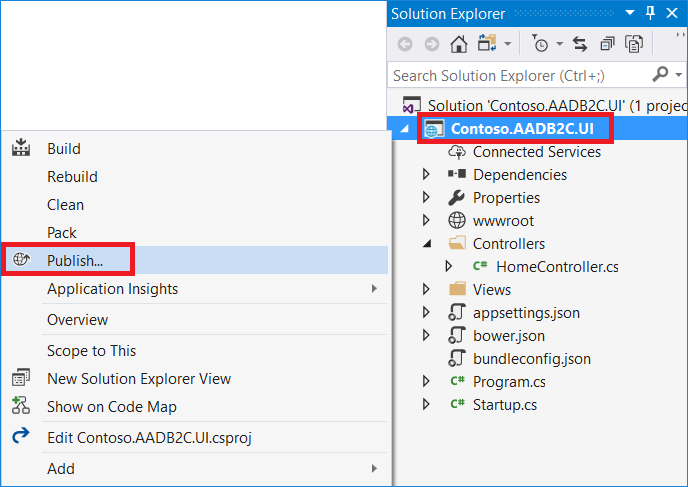 Solution Explorer
Search Solution Explorer (Ctrl+;)
Solution 'Contoso.AADB2C.UI' (1 projec
Contoso.AADB2C.UI
Connected Services
Dependencies
Properties
wwwroot
Controllers
C# HomeController.cs
Views
appsettings.json
bower.json
bundleconfig.json
C# Program.cs
C# Startup.cs
Build
Rebuild
Clean
Pack
Publish...
Application Insights
Overview
Scope to This
New Solution Explorer View
Show on Code Map
Edit Contoso.AADB2C.UI.csproj
Add